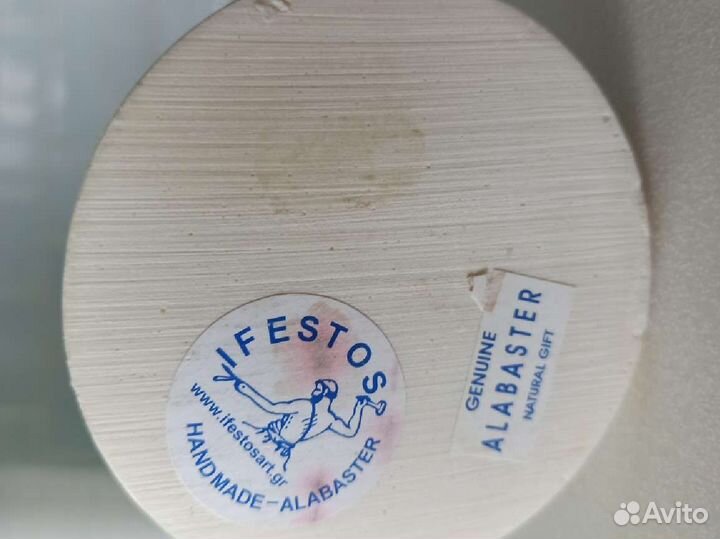 IFESTOS
www.ifestosart.gr
HANDMADE-ALABASTER
GENUINE
ALABASTER
NATURAL GIFT
Avito